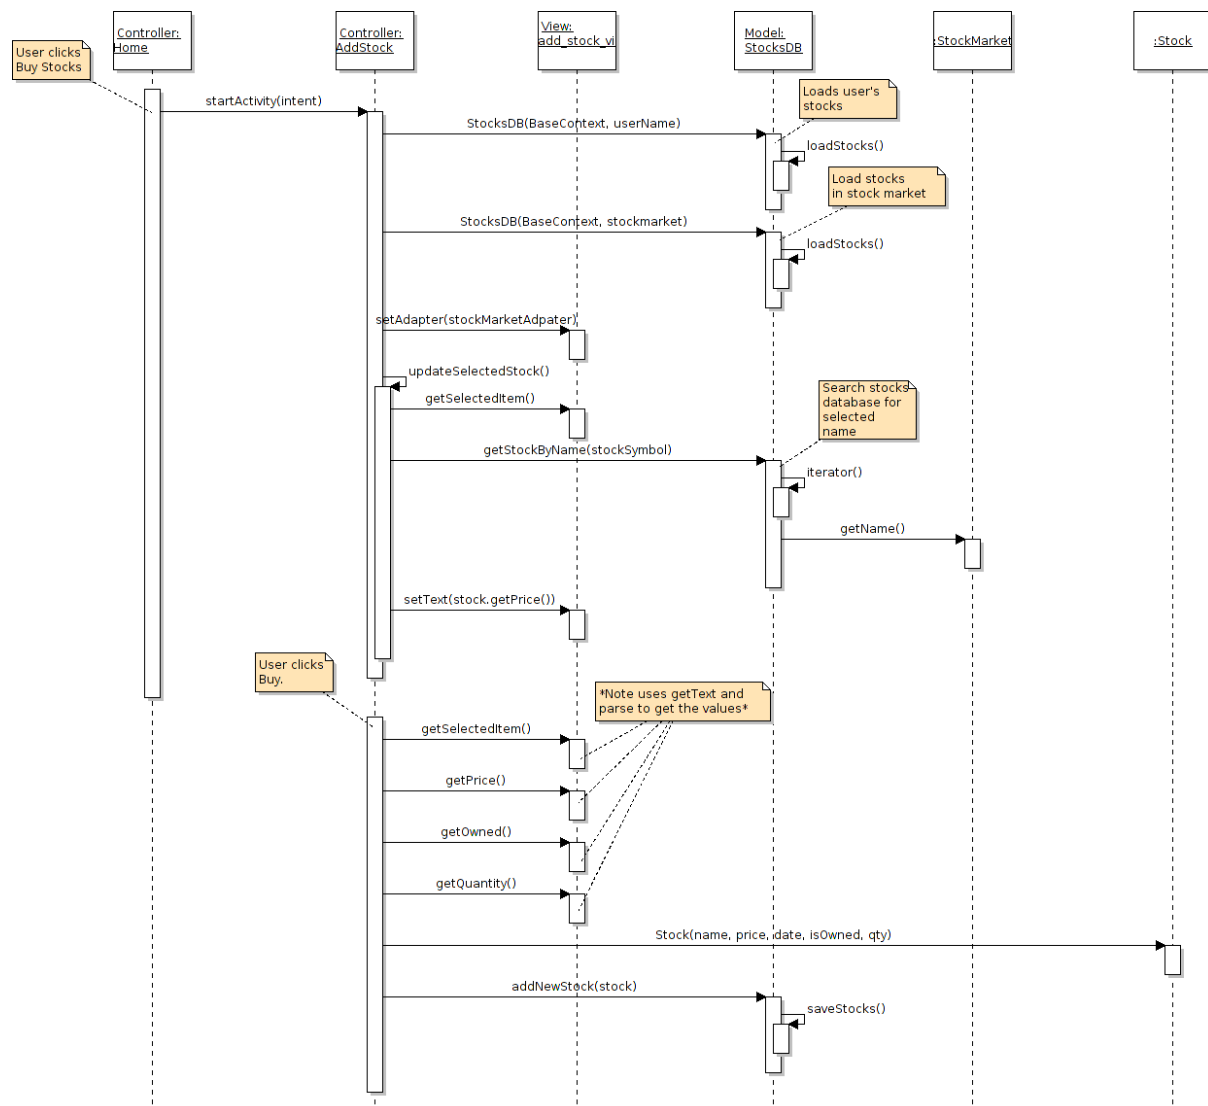 Controller:
Home
Controller:
AddStock
View:
add_stock_vi
Model:
StocksDB
:StockMarket
:Stock
User clicks
Buy Stocks
startActivity(intent)
Loads user's
stocks
StocksDB(BaseContext, userName)
loadStocks()
Load stocks
in stock market
StocksDB(BaseContext, stockmarket)
loadStocks()
setAdapter(stockMarketAdpater)
updateSelectedStock()
getSelectedItem()
Search stocks
database for
selected
name
getStockByName(stockSymbol)
iterator()
getName()
setText(stock.getPrice())
User clicks
Buy.
*Note uses getText and
parse to get the values*
getSelectedItem()
getPrice()
getOwned()
getQuantity()
Stock(name, price, date, isOwned, qty)
addNewStock(stock)
saveStocks()